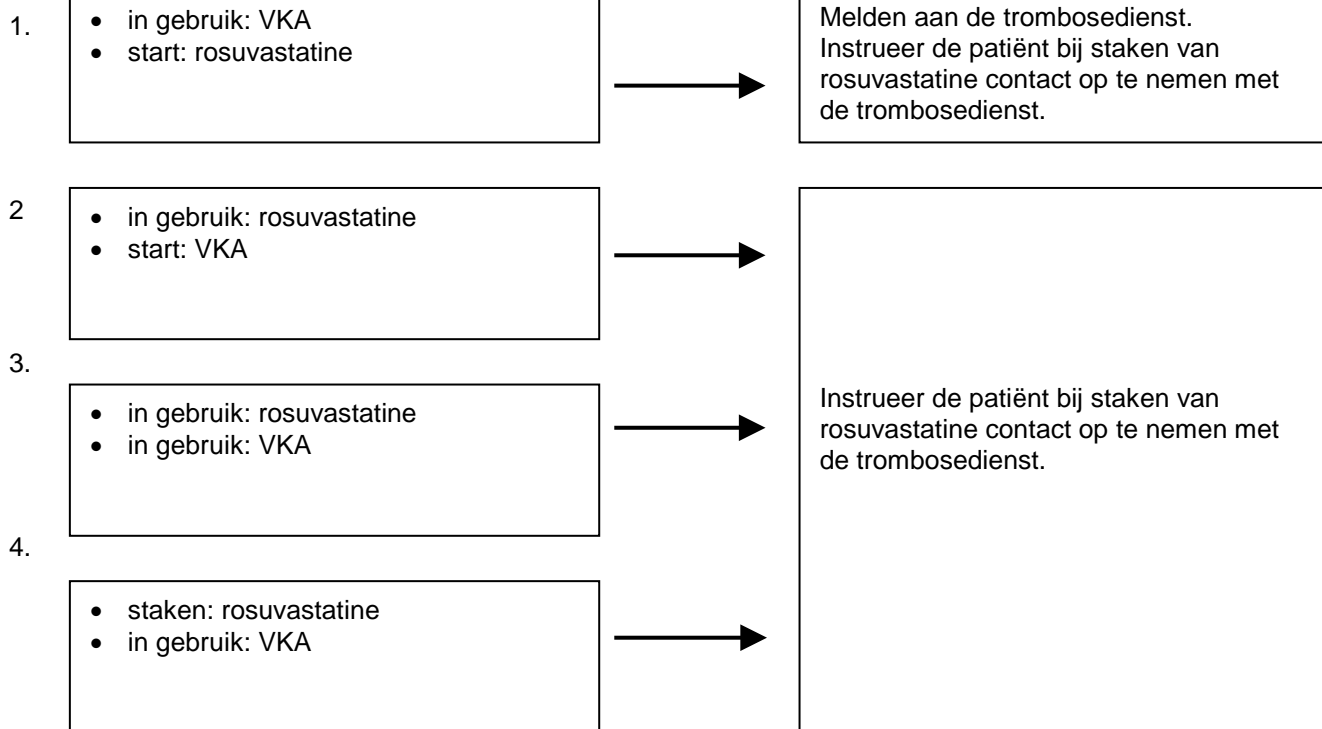 1.
• in gebruik: VKA
• start: rosuvastatine
Melden aan de trombosedienst.
Instrueer de patiënt bij staken van
rosuvastatine contact op te nemen met
de trombosedienst.
2
• in gebruik: rosuvastatine
• start: VKA
3.
• in gebruik: rosuvastatine
• in gebruik: VKA
Instrueer de patiënt bij staken van
rosuvastatine contact op te nemen met
de trombosedienst.
4.
• staken: rosuvastatine
• in gebruik: VKA